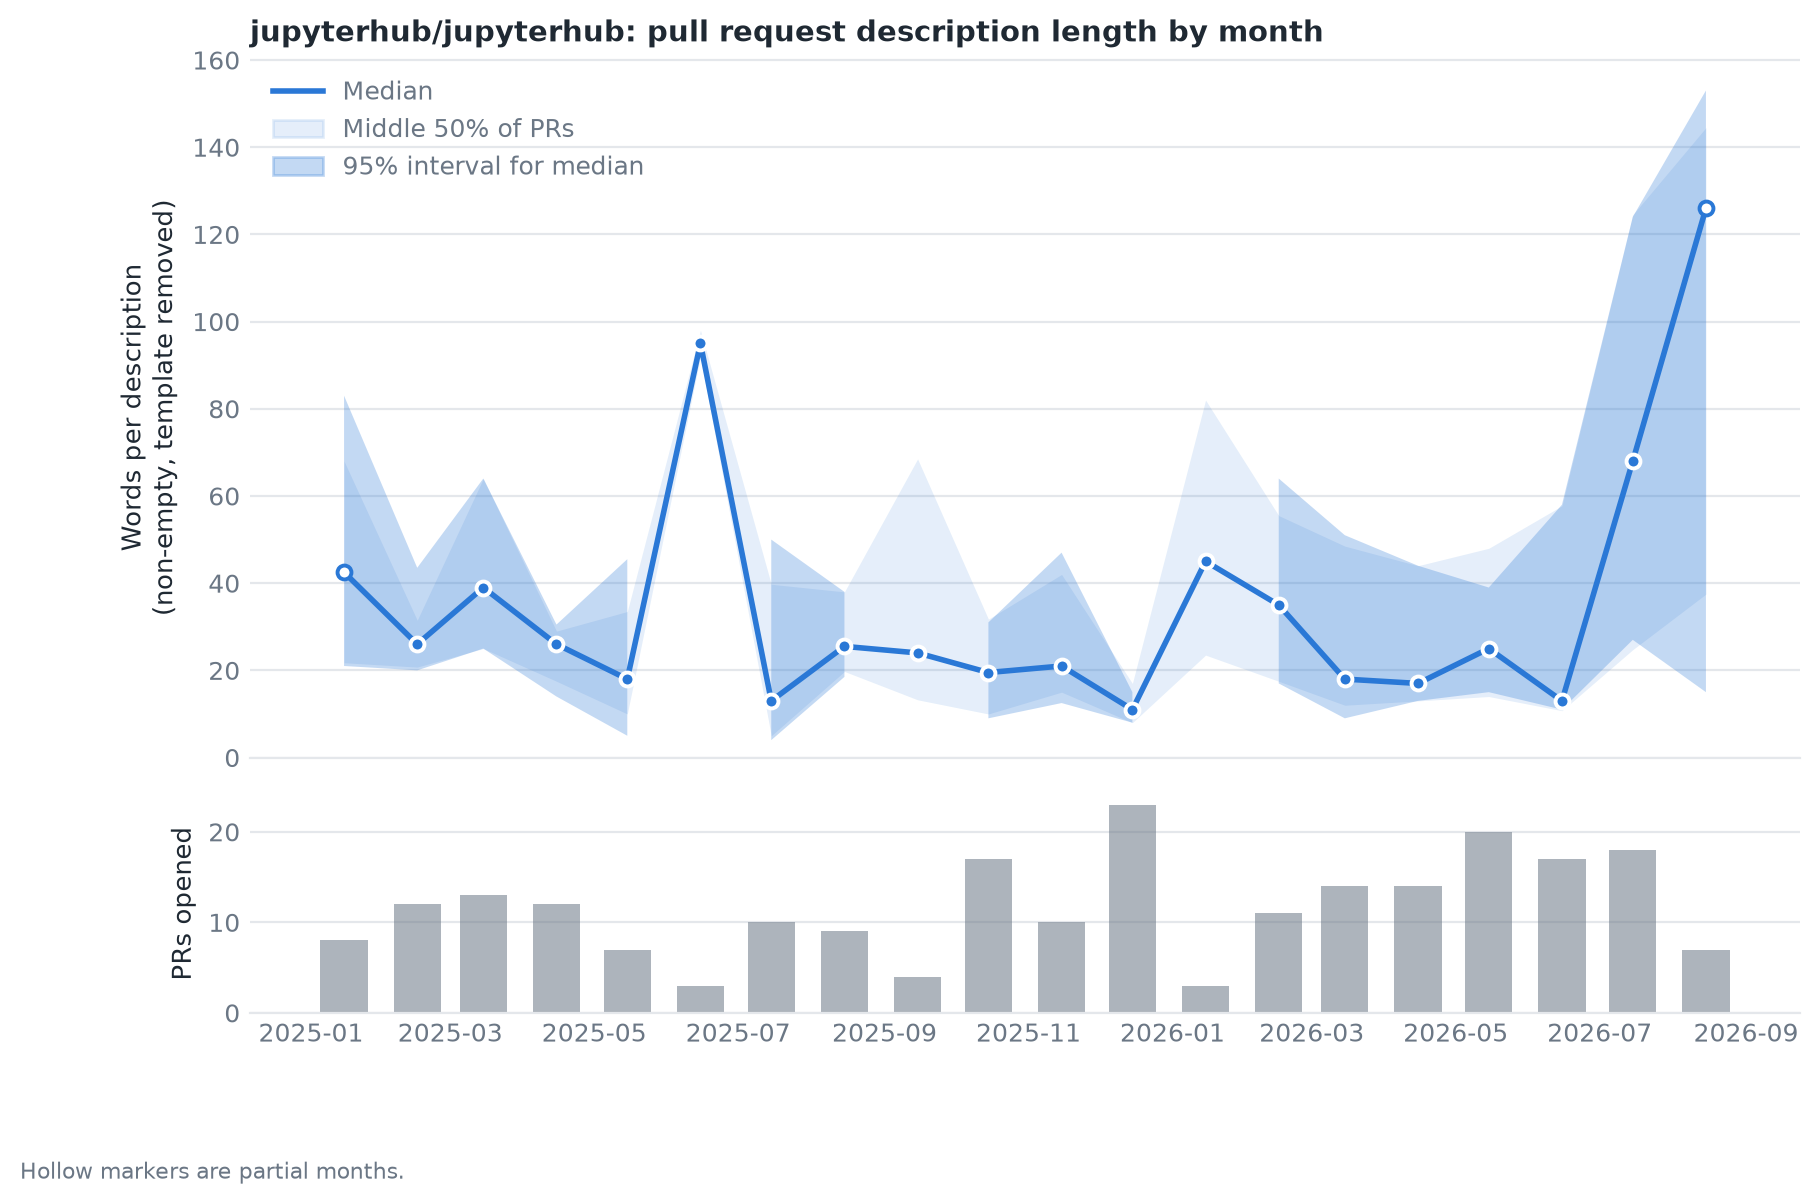 jupyterhub/jupyterhub: pull request description length by month
160
140
120
100
80
60
40
20
0
Words per description
(non-empty, template removed)
Median
Middle 50% of PRs
95% interval for median
20
10
0
PRs opened
2025-01
2025-03
2025-05
2025-07
2025-09
2025-11
2026-01
2026-03
2026-05
2026-07
2026-09
Hollow markers are partial months.